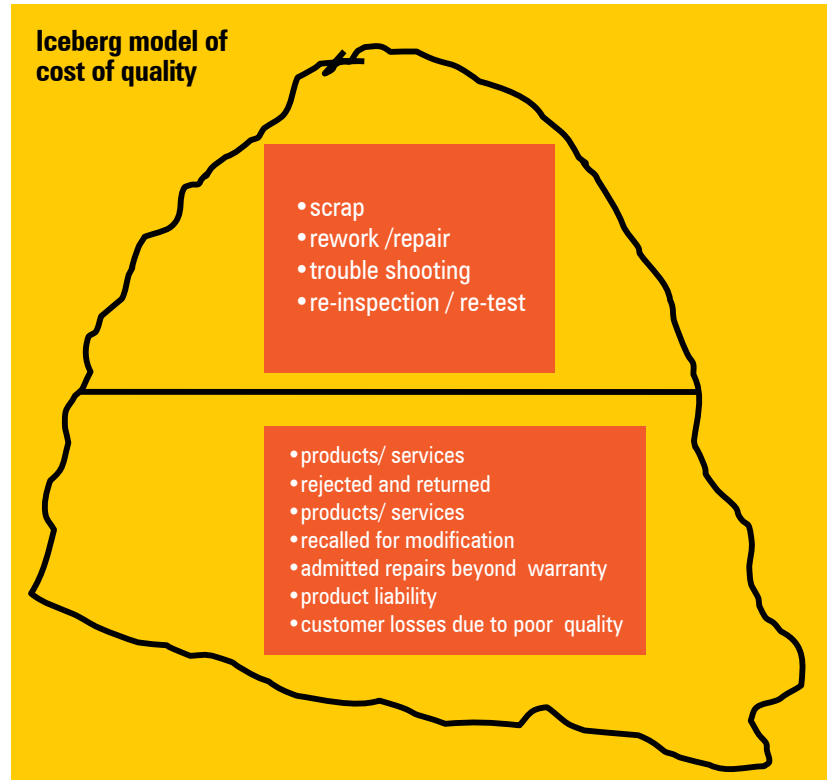 Iceberg model of
cost of quality
•scrap
•rework /repair
•trouble shooting
•re-inspection / re-test
•products/ services
•rejected and returned
•products/ services
•recalled for modification
•admitted repairs beyond warranty
•product liability
•customer losses due to poor quality